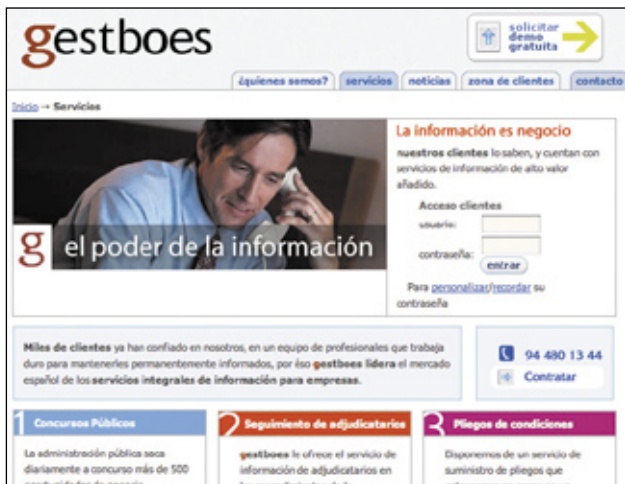 gestboes
solicitar
demo
gratuita
¿quienes somos? servicios noticias zona de clientes contacto
Inicio → Servicios
La información es negocio
nuestros clientes lo saben, y cuentan con
servicios de información de alto valor
añadido.
Acceso clientes
usuario:
contraseña:
entrar
Para personalizar/recordar su
contraseña
g el poder de la información
Miles de clientes ya han confiado en nosotros, en un equipo de profesionales que trabaja
duro para mantenerles permanentemente informados, por éso gestboes lidera el mercado
español de los servicios integrales de información para empresas.
94 480 13 44
Contratar
1 Concursos Públicos
La administración pública saca
diariamente a concurso más de 500
oportunidades de negocio
2 Seguimiento de adjudicatarios
gestboes le ofrece el servicio de
información de adjudicatarios en
3 Pliegos de condiciones
Disponemos de un servicio de
suministro de pliegos que